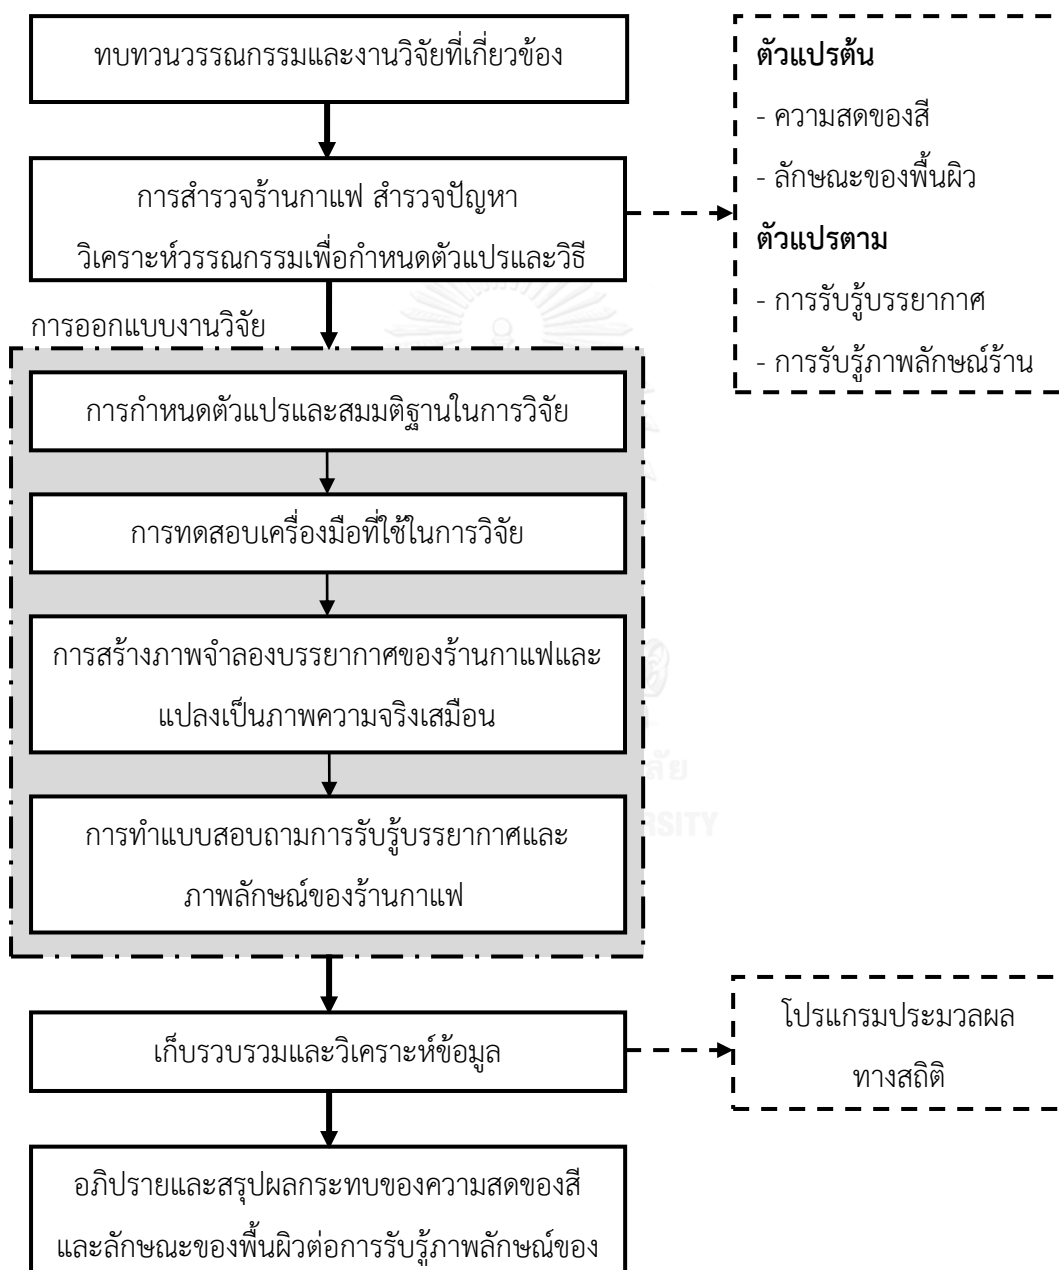 ทบทวนวรรณกรรมและงานวิจัยที่เกี่ยวข้อง
การสำรวจร้านกาแฟ สำรวจปัญหา
วิเคราะห์วรรณกรรมเพื่อกำหนดตัวแปรและวิธี
ตัวแปรต้น
- ความสดของสี
- ลักษณะของพื้นผิว
ตัวแปรตาม
- การรับรู้บรรยากาศ
- การรับรู้ภาพลักษณ์ร้าน
การออกแบบงานวิจัย
การกำหนดตัวแปรและสมมติฐานในการวิจัย
การทดสอบเครื่องมือที่ใช้ในการวิจัย
การสร้างภาพจำลองบรรยากาศของร้านกาแฟและ
แปลงเป็นภาพความจริงเสมือน
การทำแบบสอบถามการรับรู้บรรยากาศและ
ภาพลักษณ์ของร้านกาแฟ
เก็บรวบรวมและวิเคราะห์ข้อมูล
โปรแกรมประมวลผล
ทางสถิติ
อภิปรายและสรุปผลกระทบของความสดของสี
และลักษณะของพื้นผิวต่อการรับรู้ภาพลักษณ์ของ